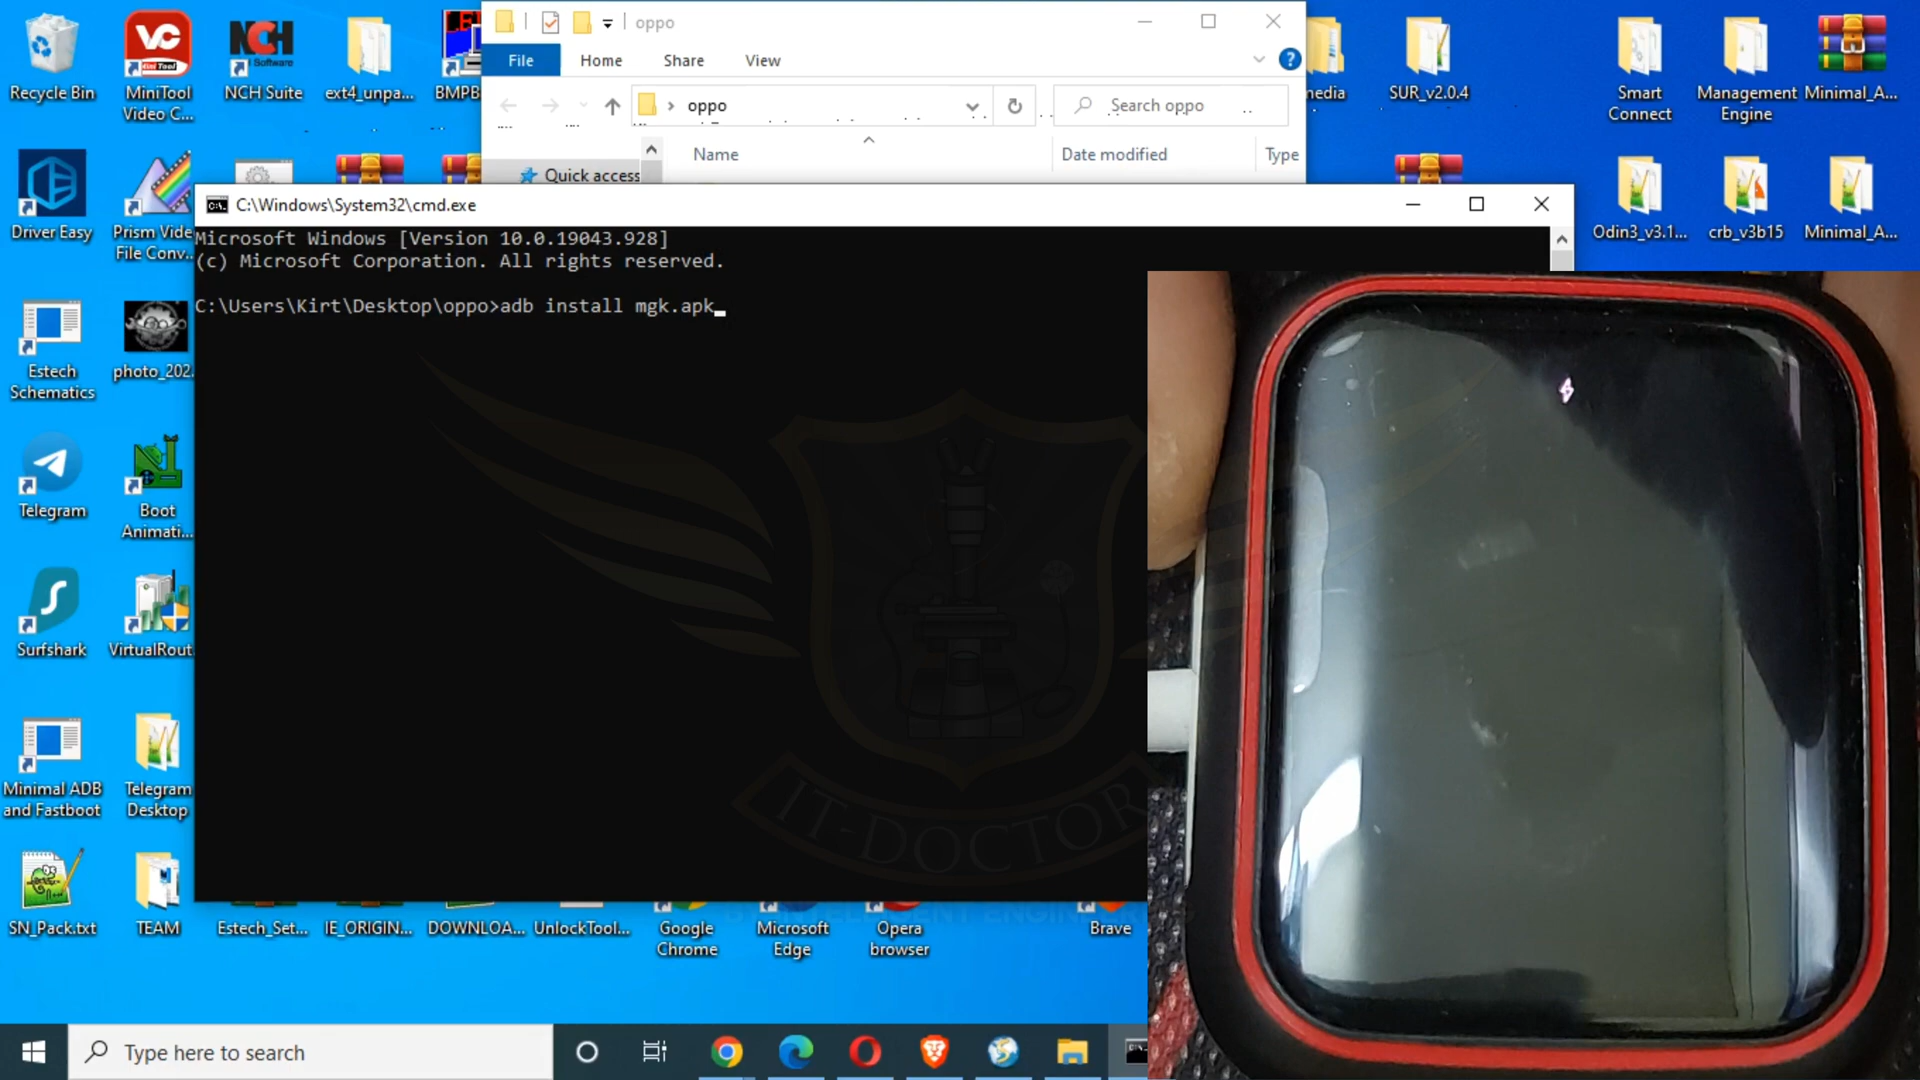 oppo
File
Home
Share
View
oppo
Search oppo
Name
Date modified
Type
Quick access
C:\Windows\System32\cmd.exe
Microsoft Windows [Version 10.0.19043.928]
(c) Microsoft Corporation. All rights reserved.
C:\Users\Kirt\Desktop\oppo>adb install mgk.apk
IT-DOCTOR
Recycle Bin
MiniTool
Video C...
NCH Software
NCH Suite
ext4_unpa...
SUR_v2.0.4
Smart
Connect
Management
Engine
Minimal_A...
Driver Easy
Prism Vide
File Conv...
Odin3_v3.1...
crb_v3b15
Minimal_A...
Estech
Schematics
photo_202.
Telegram
Boot
Animati...
Surfshark
VirtualRout
Minimal ADB
and Fastboot
Telegram
Desktop
SN_Pack.txt
TEAM
Estech_Set...
IE_ORIGIN...
DOWNLOA...
UnlockTool...
Google
Chrome
Microsoft
Edge
Opera
browser
Brave
Type here to search